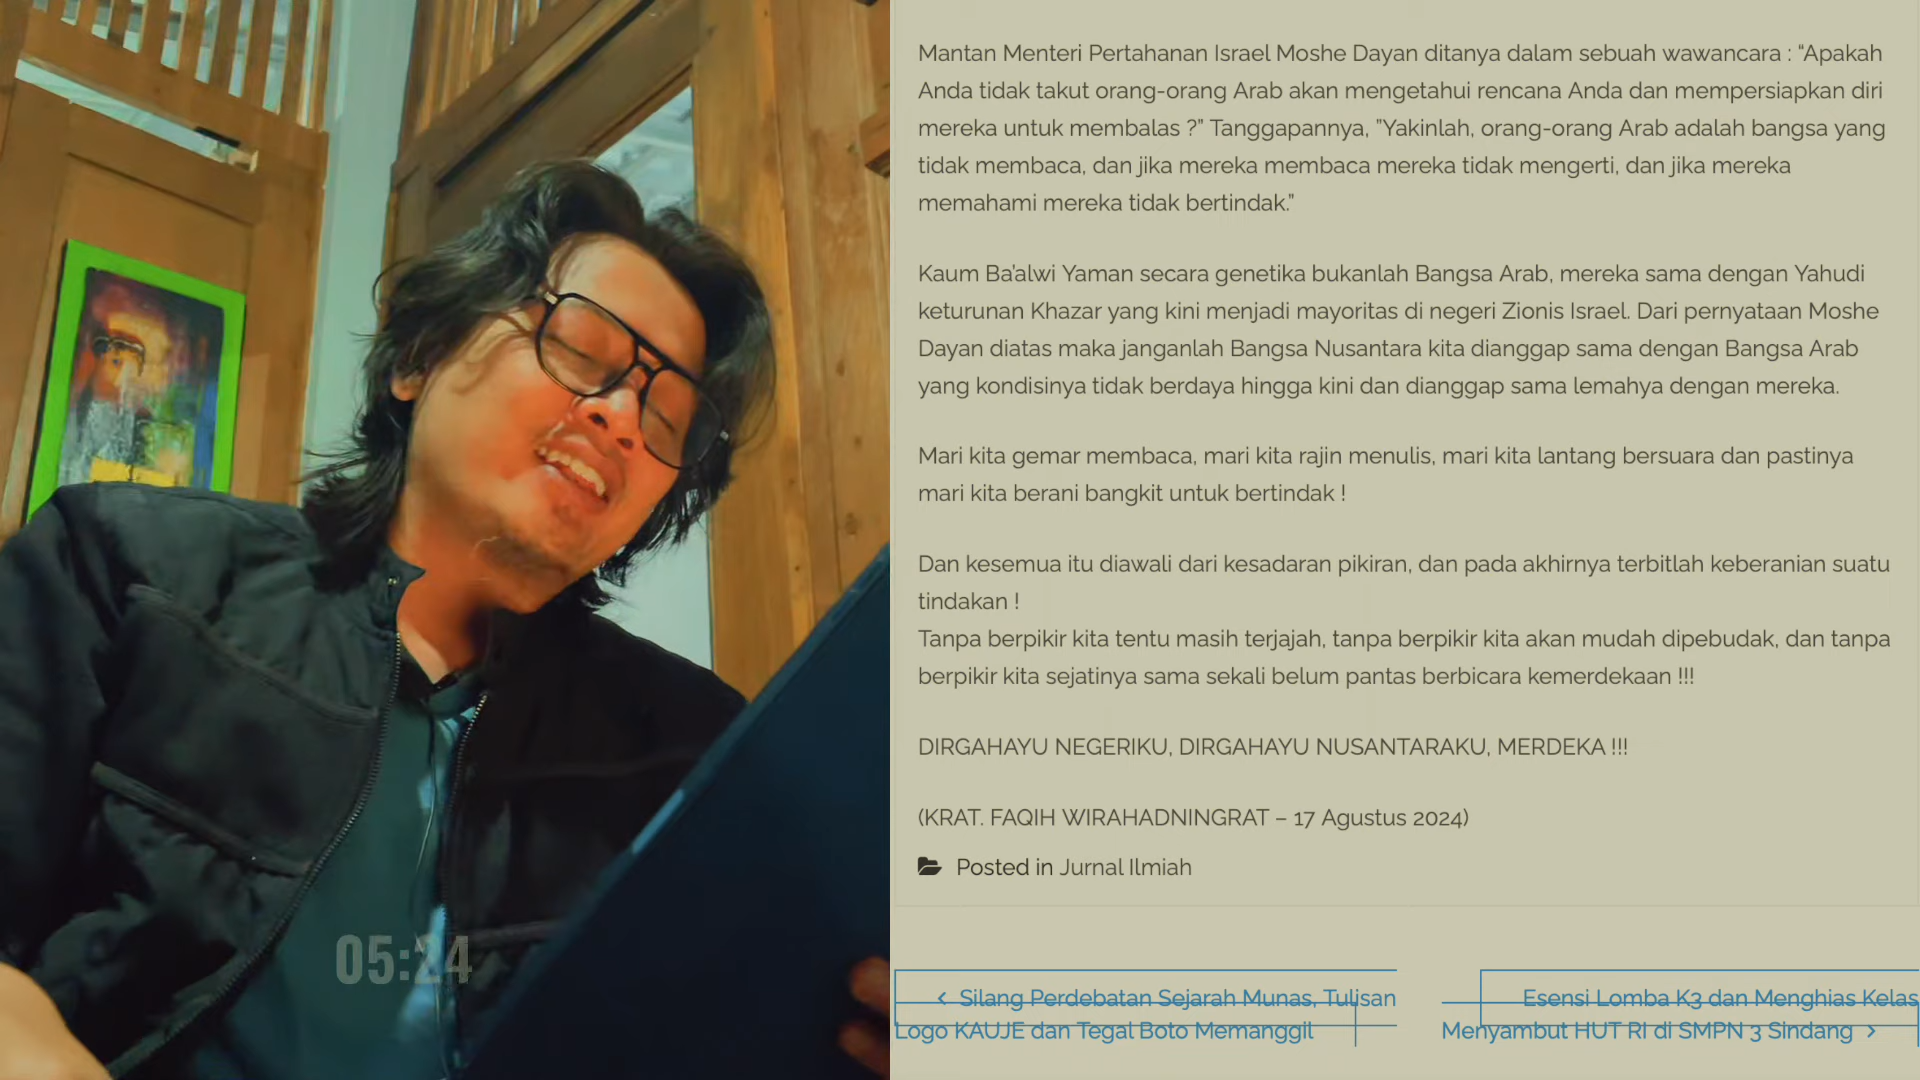 Mantan Menteri Pertahanan Israel Moshe Dayan ditanya dalam sebuah wawancara : “Apakah
Anda tidak takut orang-orang Arab akan mengetahui rencana Anda dan mempersiapkan diri
mereka untuk membalas ?” Tanggapannya, ”Yakinlah, orang-orang Arab adalah bangsa yang
tidak membaca, dan jika mereka membaca mereka tidak mengerti, dan jika mereka
memahami mereka tidak bertindak.”
Kaum Ba’alwi Yaman secara genetika bukanlah Bangsa Arab, mereka sama dengan Yahudi
keturunan Khazar yang kini menjadi mayoritas di negeri Zionis Israel. Dari pernyataan Moshe
Dayan diatas maka janganlah Bangsa Nusantara kita dianggap sama dengan Bangsa Arab
yang kondisinya tidak berdaya hingga kini dan dianggap sama lemahya dengan mereka.
Mari kita gemar membaca, mari kita rajin menulis, mari kita lantang bersuara dan pastinya
mari kita berani bangkit untuk bertindak !
Dan kesemua itu diawali dari kesadaran pikiran, dan pada akhirnya terbitlah keberanian suatu
tindakan !
Tanpa berpikir kita tentu masih terjajah, tanpa berpikir kita akan mudah dipebudak, dan tanpa
berpikir kita sejatinya sama sekali belum pantas berbicara kemerdekaan !!!
DIRGAHAYU NEGERIKU, DIRGAHAYU NUSANTARAKU, MERDEKA !!!
(KRAT. FAQIH WIRAHADNINGRAT – 17 Agustus 2024)
Posted in Jurnal Ilmiah
05:24
‹ Silang Perdebatan Sejarah Munas, Tulisan
Logo KAUJE dan Tegal Boto Memanggil
Esensi Lomba K3 dan Menghias Kelas
Menyambut HUT RI di SMPN 3 Sindang ›